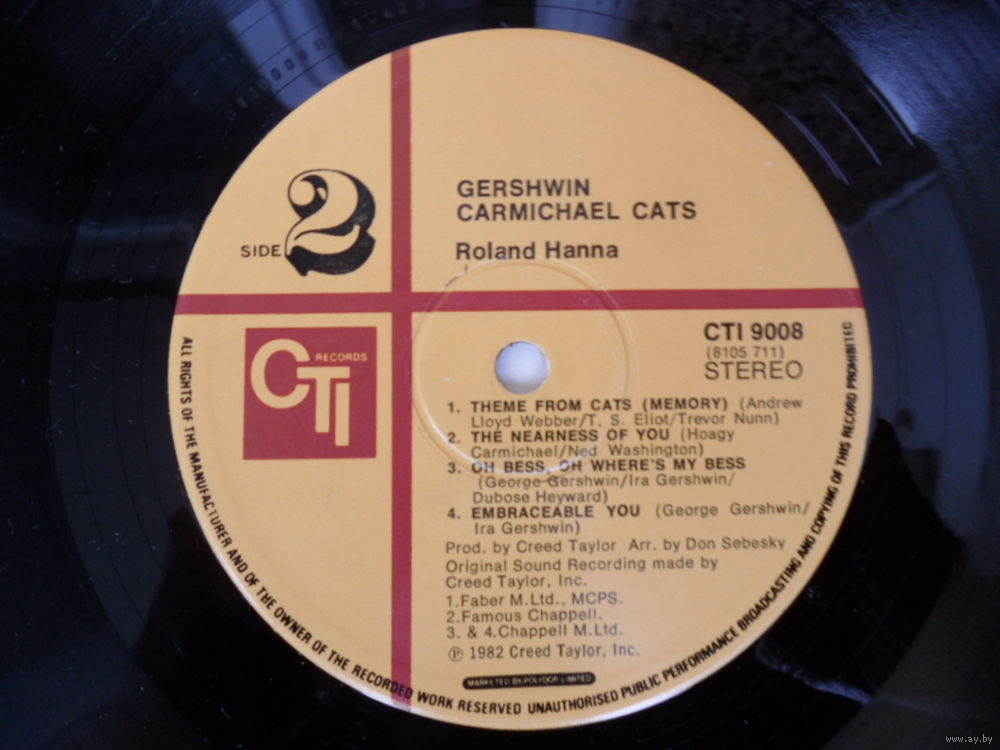 SIDE 2
GERSHWIN
CARMICHAEL CATS
Roland Hanna
CTI RECORDS
CTI 9008
(8105 711)
STEREO
1. THEME FROM CATS (MEMORY) (Andrew
Lloyd Webber/T. S. Eliot/Trevor Nunn)
2. THE NEARNESS OF YOU (Hoagy
Carmichael/Ned Washington)
3. OH BESS, OH WHERE'S MY BESS
(George Gershwin/Ira Gershwin/
Dubose Heyward)
4. EMBRACEABLE YOU (George Gershwin/
Ira Gershwin)
Prod. by Creed Taylor Arr. by Don Sebesky
Original Sound Recording made by
Creed Taylor, Inc.
1.Faber M.Ltd., MCPS.
2.Famous Chappell.
3. & 4.Chappell M.Ltd.
℗ 1982 Creed Taylor, Inc.
MARKETED BY POLYDOR LIMITED
ALL RIGHTS OF THE MANUFACTURER AND OF THE OWNER OF THE RECORDED WORK RESERVED UNAUTHORISED PUBLIC PERFORMANCE BROADCASTING AND COPYING OF THIS RECORD PROHIBITED
www.ay.by